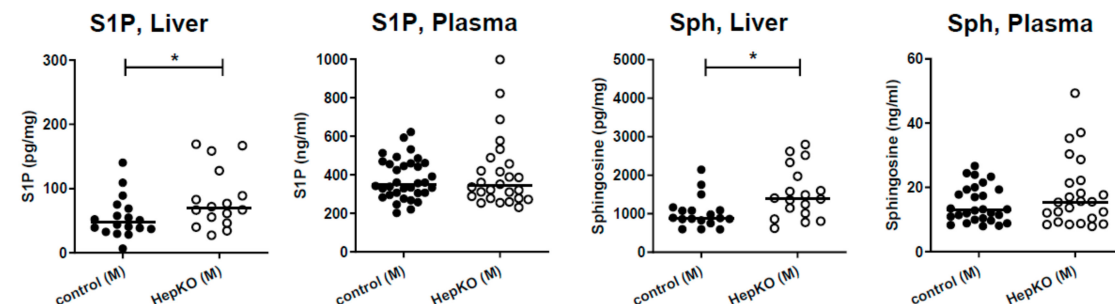 S1P, Liver
S1P (pg/mg)
300
200
100
0
*
control (M)
HepKO (M)
S1P, Plasma
S1P (ng/ml)
1000
800
600
400
200
0
control (M)
HepKO (M)
Sph, Liver
Sphingosine (pg/mg)
5000
4000
3000
2000
1000
0
*
control (M)
HepKO (M)
Sph, Plasma
Sphingosine (ng/ml)
60
40
20
0
control (M)
HepKO (M)